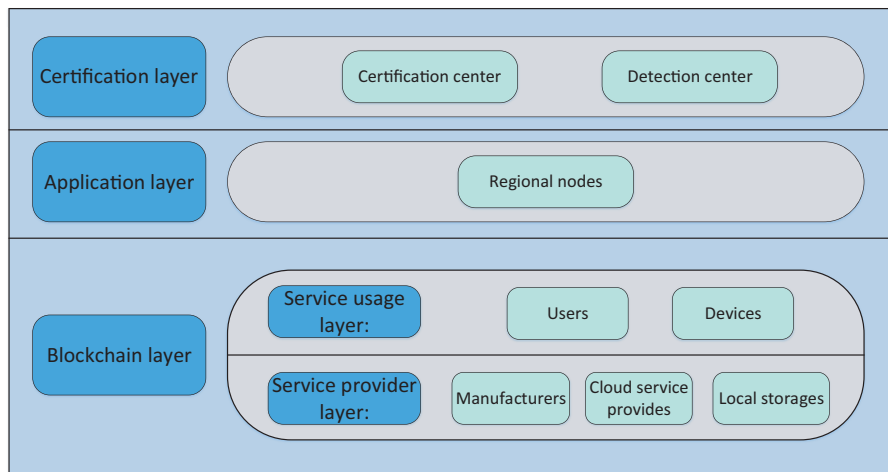 Certification layer
Certification center
Detection center
Application layer
Regional nodes
Blockchain layer
Service usage
layer:
Users
Devices
Service provider
layer:
Manufacturers
Cloud service
provides
Local storages